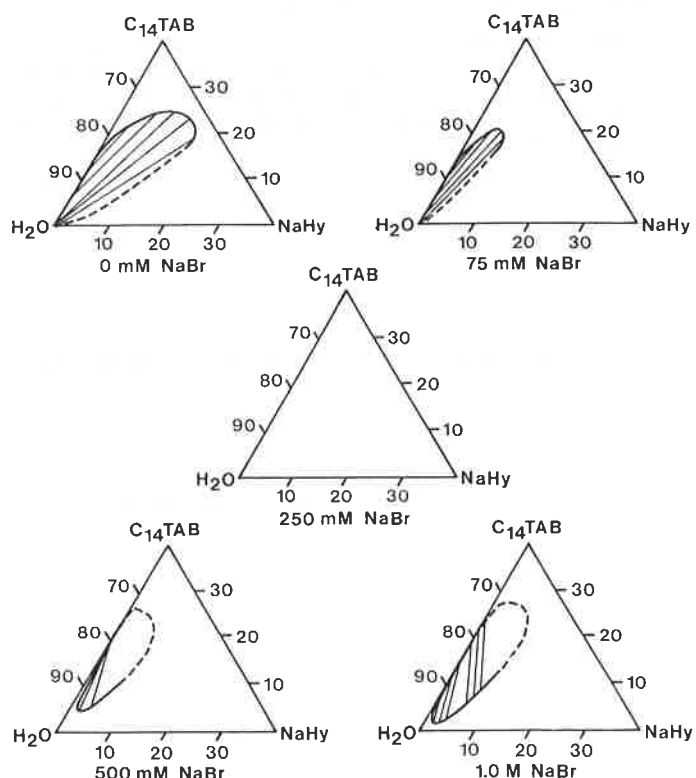 C₁₄TAB
70
30
80
20
90
10
H₂O
NaHy
10 20 30
0 mM NaBr
C₁₄TAB
70
30
80
20
90
10
H₂O
NaHy
10 20 30
75 mM NaBr
C₁₄TAB
70
30
80
20
90
10
H₂O
NaHy
10 20 30
250 mM NaBr
C₁₄TAB
70
30
80
20
90
10
H₂O
NaHy
10 20 30
500 mM NaBr
C₁₄TAB
70
30
80
20
90
10
H₂O
NaHy
10 20 30
1.0 M NaBr